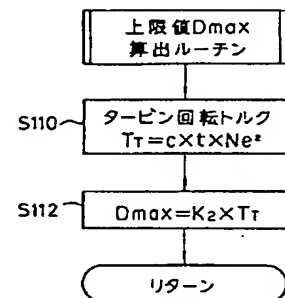 上限値Dmax
算出ルーチン
S110
タービン回転トルク
TT=c×t×Ne²
S112
Dmax=K2×TT
リターン